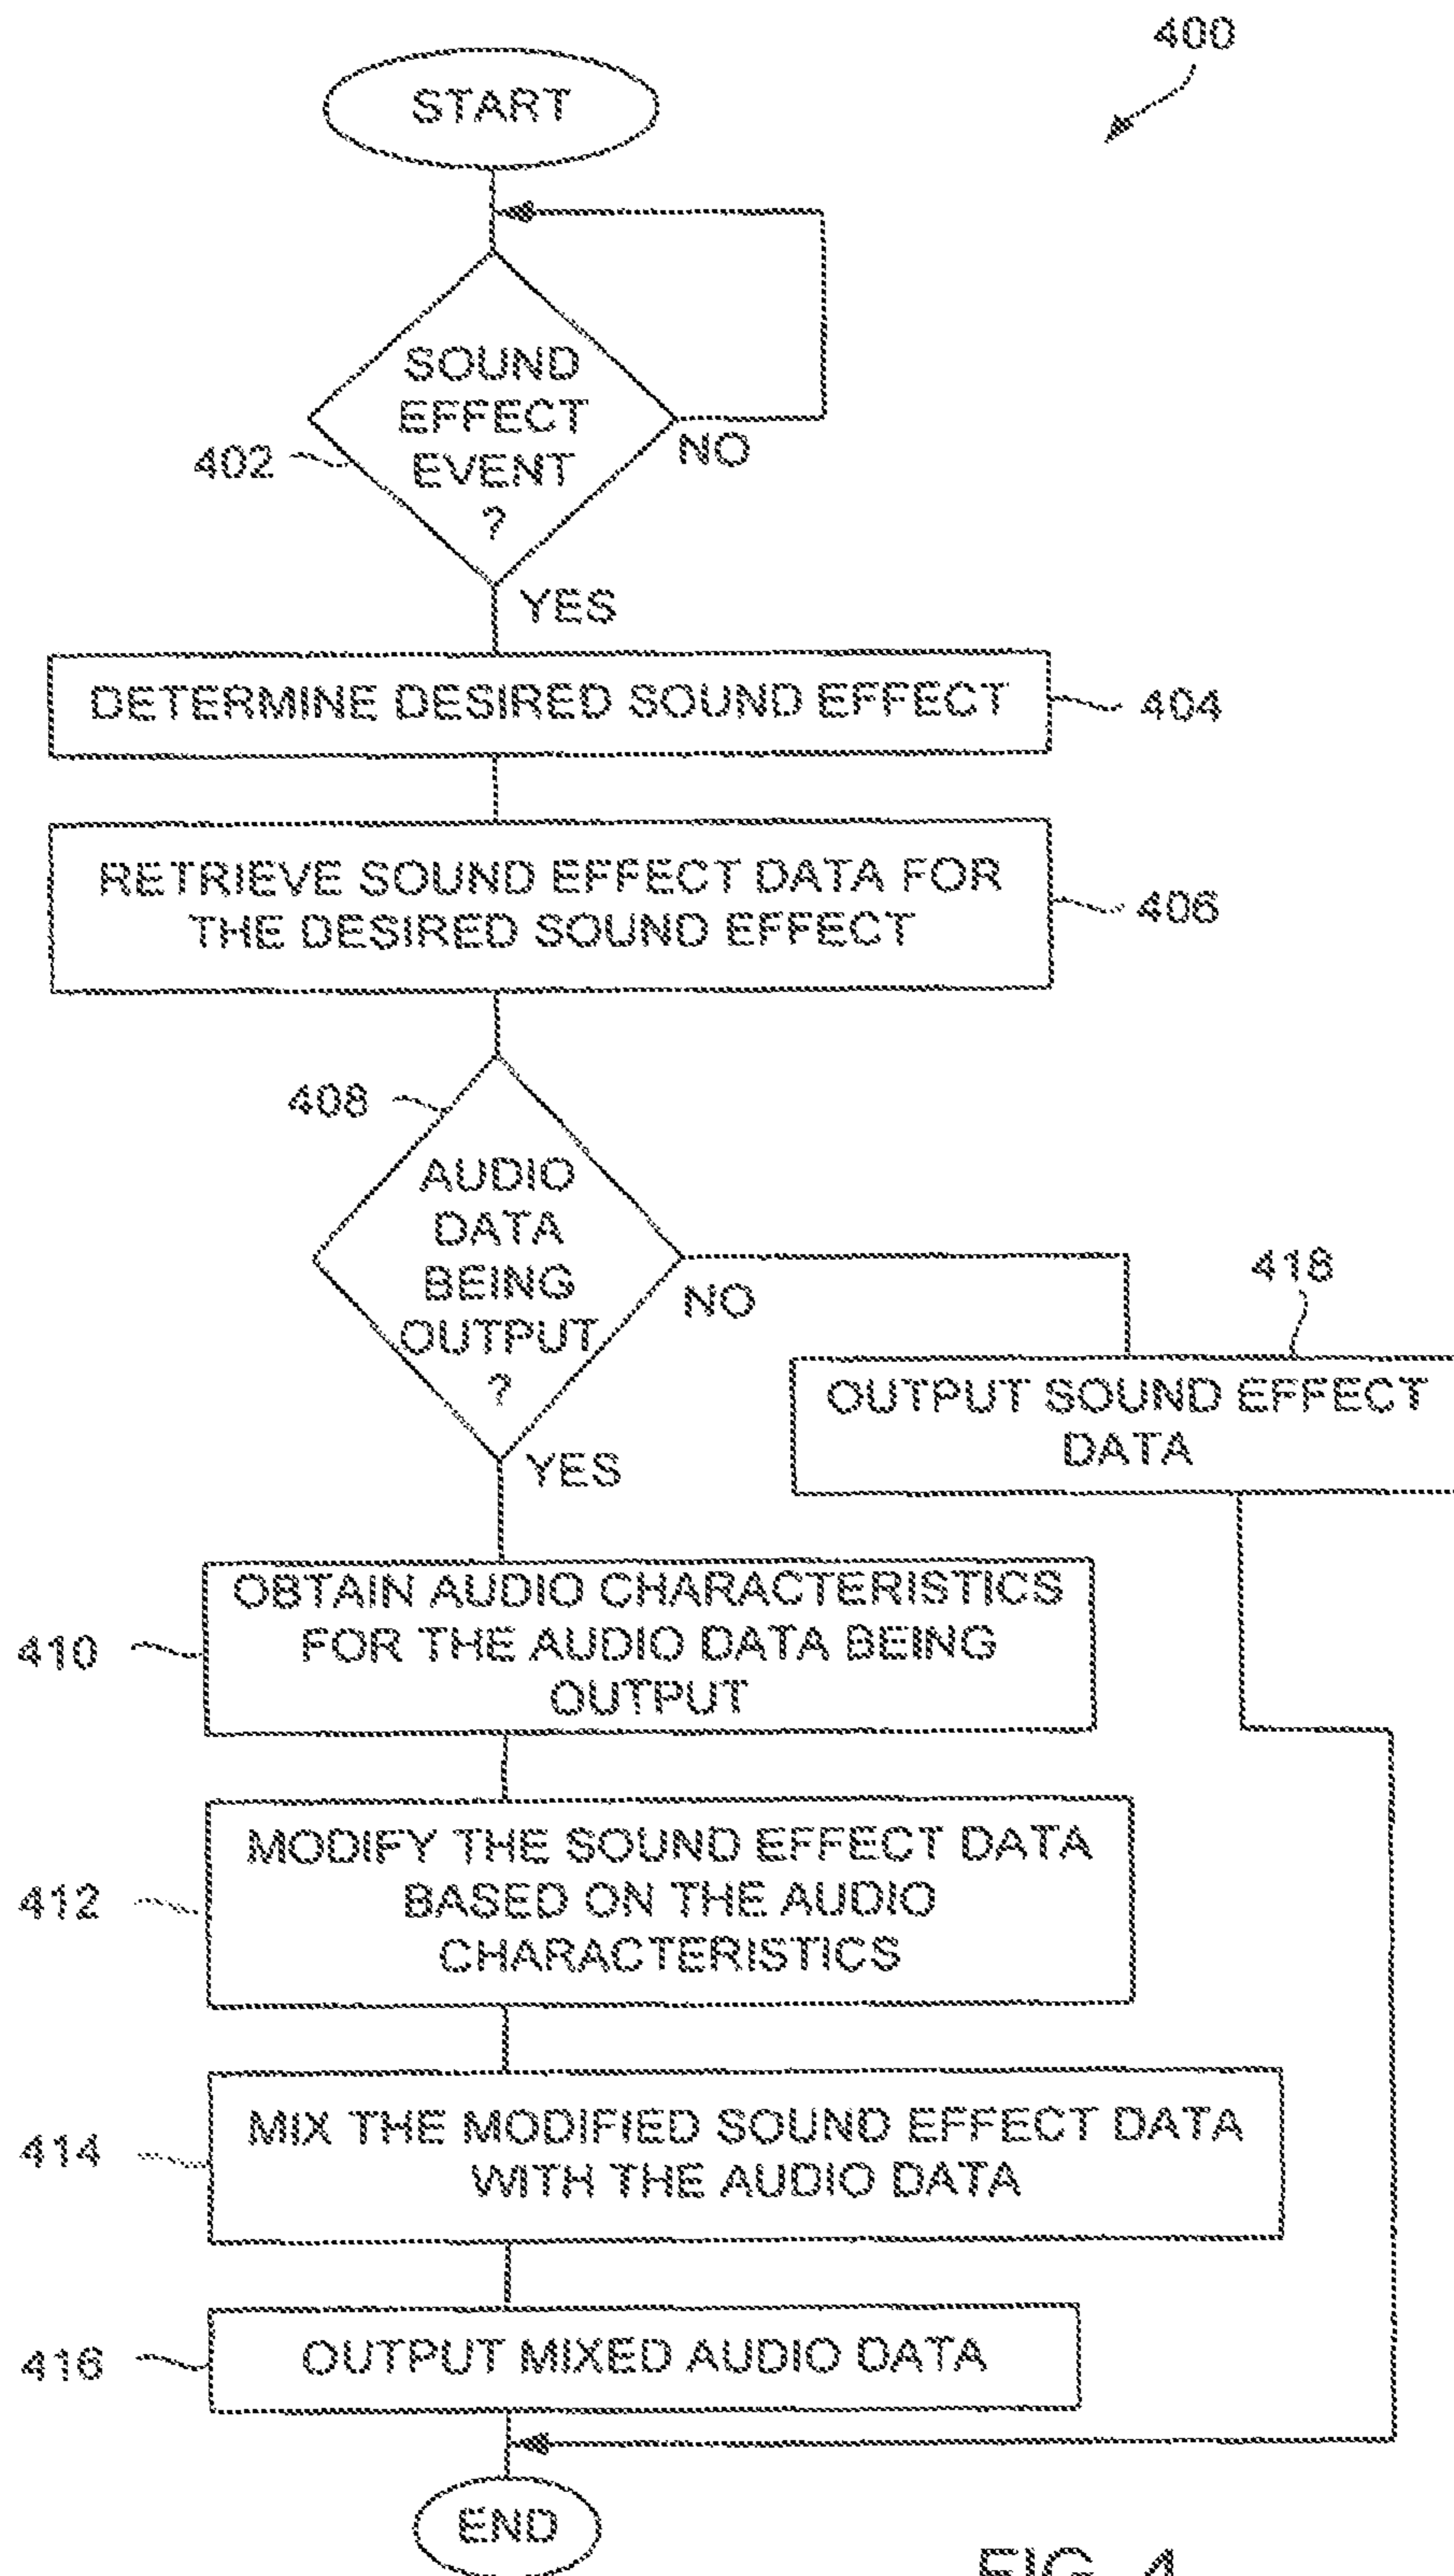 400
START
SOUND
EFFECT
EVENT
?
402
NO
YES
DETERMINE DESIRED SOUND EFFECT
404
RETRIEVE SOUND EFFECT DATA FOR
THE DESIRED SOUND EFFECT
406
408
AUDIO
DATA
BEING
OUTPUT
?
NO
YES
418
OUTPUT SOUND EFFECT
DATA
OBTAIN AUDIO CHARACTERISTICS
FOR THE AUDIO DATA BEING
OUTPUT
410
MODIFY THE SOUND EFFECT DATA
BASED ON THE AUDIO
CHARACTERISTICS
412
MIX THE MODIFIED SOUND EFFECT DATA
WITH THE AUDIO DATA
414
OUTPUT MIXED AUDIO DATA
416
END
FIG. 4